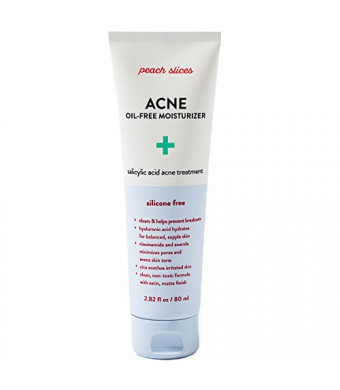 peach slices
ACNE
OIL-FREE MOISTURIZER
salicylic acid acne treatment
silicone free
• clears & helps prevent breakouts
• hyaluronic acid hydrates
for balanced, supple skin
• niacinamide and azerola
minimizes pores and
evens skin tone
• cica soothes irritated skin
• clean, non-toxic formula
with satin, matte finish
2.82 fl oz / 80 ml